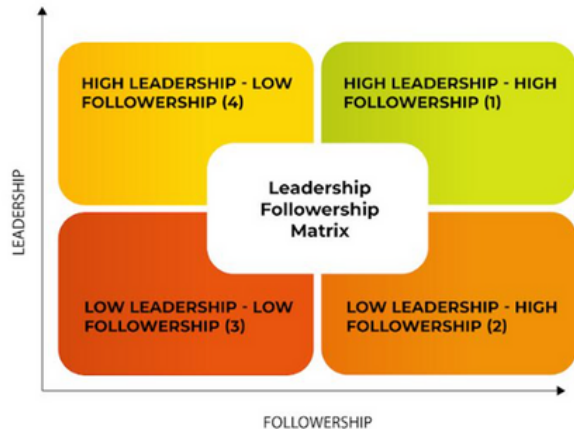 HIGH LEADERSHIP - LOW
FOLLOWERSHIP (4)
HIGH LEADERSHIP - HIGH
FOLLOWERSHIP (1)
Leadership
Followership
Matrix
LEADERSHIP
LOW LEADERSHIP - LOW
FOLLOWERSHIP (3)
LOW LEADERSHIP - HIGH
FOLLOWERSHIP (2)
FOLLOWERSHIP